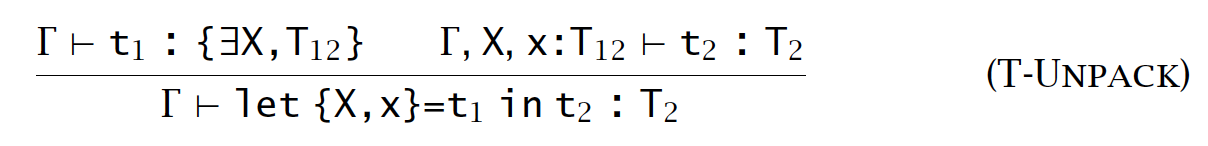 Γ ⊢ t₁ : {∃X,T₁₂}    Γ, X, x:T₁₂ ⊢ t₂ : T₂
(T-UNPACK)
Γ ⊢ let {X,x}=t₁ in t₂ : T₂